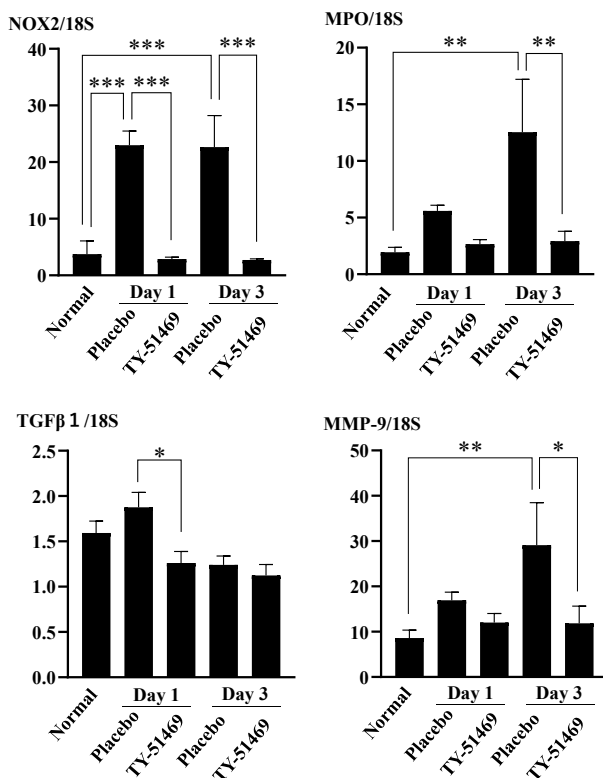 NOX2/18S
***
***
***
***
40
30
20
10
0
Normal
Placebo
TY-51469
Placebo
TY-51469
Day 1
Day 3
MPO/18S
**
**
20
15
10
5
0
Normal
Placebo
TY-51469
Placebo
TY-51469
Day 1
Day 3
TGFβ１/18S
*
2.5
2.0
1.5
1.0
0.5
0.0
Normal
Placebo
TY-51469
Placebo
TY-51469
Day 1
Day 3
MMP-9/18S
**
*
50
40
30
20
10
0
Normal
Placebo
TY-51469
Placebo
TY-51469
Day 1
Day 3